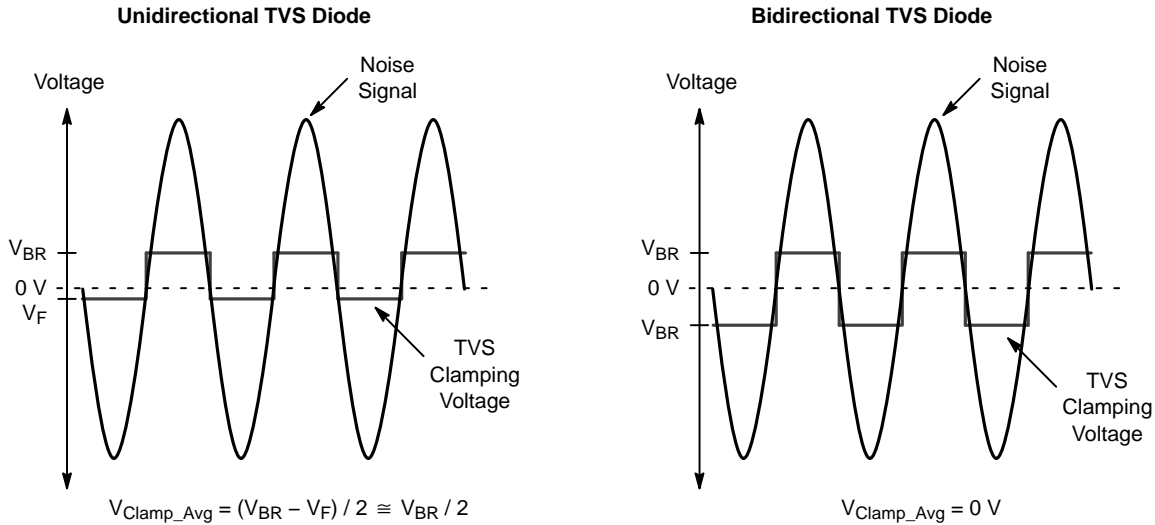 Unidirectional TVS Diode
Voltage
Noise
Signal
V_BR
0 V
V_F
TVS
Clamping
Voltage
V_Clamp_Avg = (V_BR − V_F) / 2 ≅ V_BR / 2
Bidirectional TVS Diode
Voltage
Noise
Signal
V_BR
0 V
V_BR
TVS
Clamping
Voltage
V_Clamp_Avg = 0 V